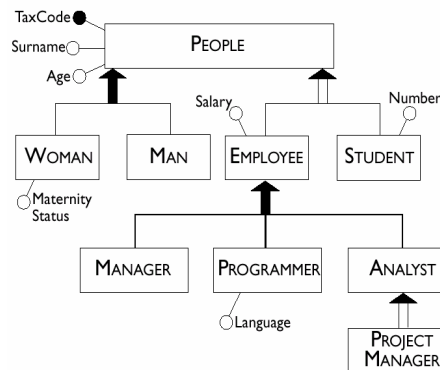 TaxCode
PEOPLE
Surname
Age
Salary
Number
WOMAN
MAN
EMPLOYEE
STUDENT
Maternity
Status
MANAGER
PROGRAMMER
ANALYST
Language
PROJECT
MANAGER